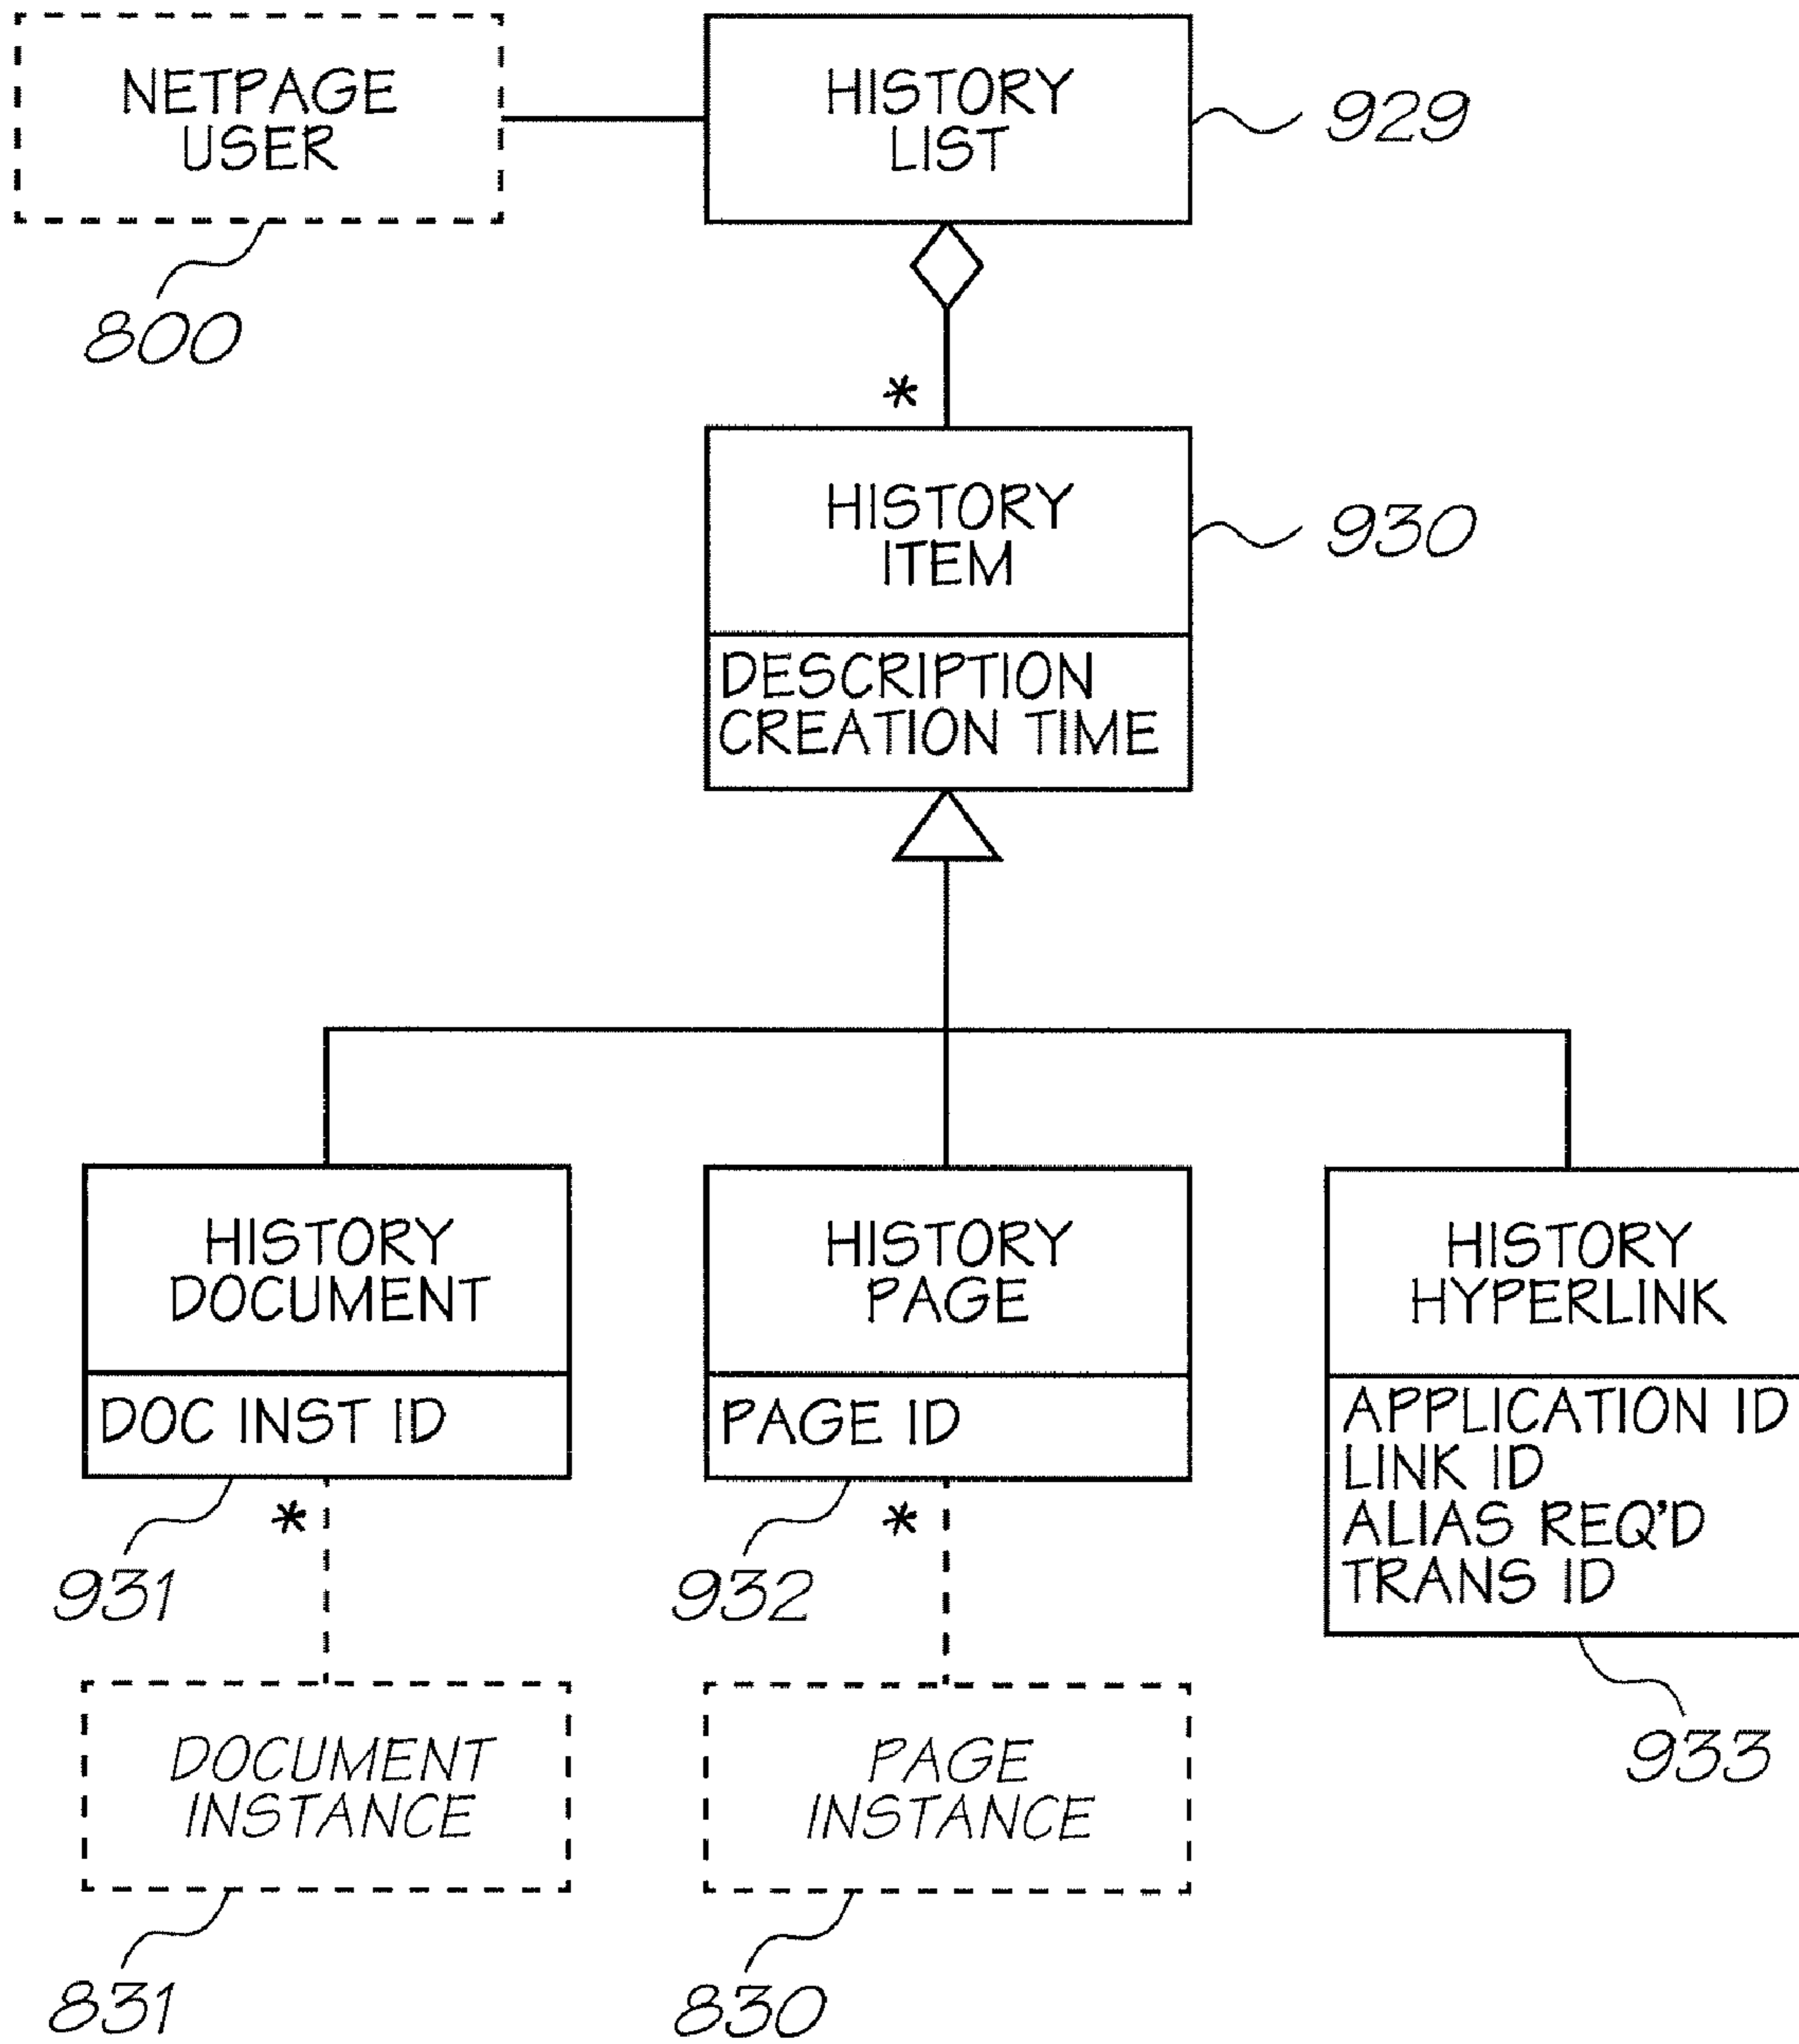 NETPAGE
USER
800
HISTORY
LIST
929
*
HISTORY
ITEM
930
DESCRIPTION
CREATION TIME
HISTORY
DOCUMENT
DOC INST ID
931
*
HISTORY
PAGE
PAGE ID
932
*
HISTORY
HYPERLINK
APPLICATION ID
LINK ID
ALIAS REQ'D
TRANS ID
933
DOCUMENT
INSTANCE
831
PAGE
INSTANCE
830